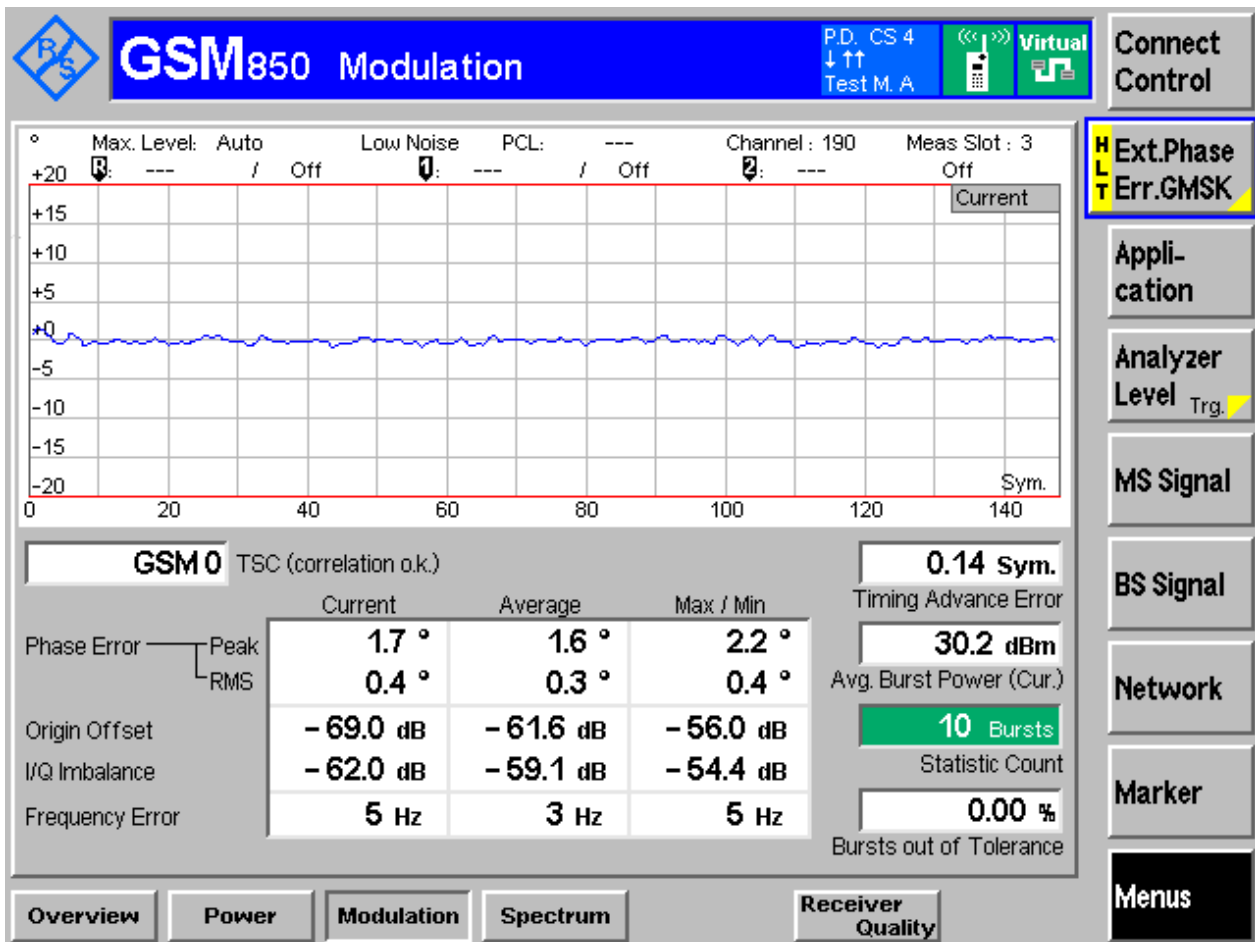 R/S
GSM850 Modulation
P.D. CS 4
↓ ↑↑
Test M. A
Virtual
Connect Control
° Max. Level: Auto Low Noise PCL: --- Channel : 190 Meas Slot : 3
R: --- / Off 1: --- / Off 2: --- Off
Current
+20
+15
+10
+5
+0
-5
-10
-15
-20
Sym.
0 20 40 60 80 100 120 140
HLT
Ext.Phase Err.GMSK
Appli-
cation
Analyzer
Level Trg.
MS Signal
BS Signal
Network
Marker
Menus
GSM 0 TSC (correlation o.k.)
Current Average Max / Min
Phase Error Peak 1.7 ° 1.6 ° 2.2 °
RMS 0.4 ° 0.3 ° 0.4 °
Origin Offset – 69.0 dB – 61.6 dB – 56.0 dB
I/Q Imbalance – 62.0 dB – 59.1 dB – 54.4 dB
Frequency Error 5 Hz 3 Hz 5 Hz
0.14 Sym.
Timing Advance Error
30.2 dBm
Avg. Burst Power (Cur.)
10 Bursts
Statistic Count
0.00 %
Bursts out of Tolerance
Overview Power Modulation Spectrum Receiver Quality